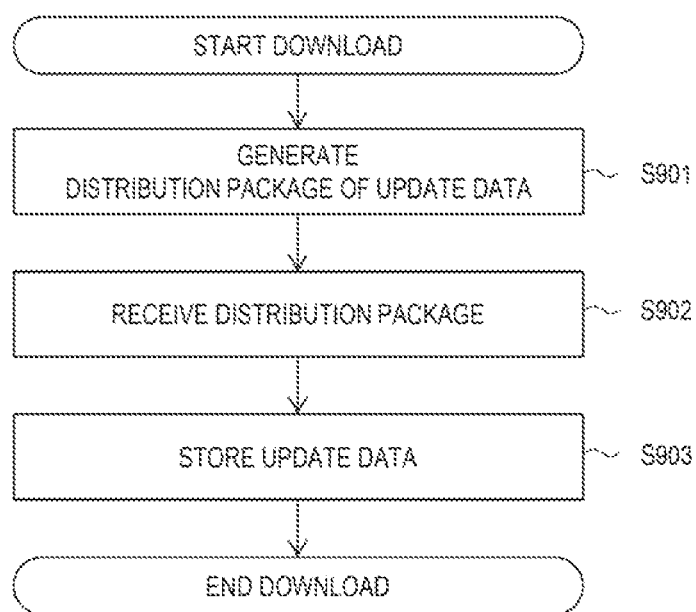 START DOWNLOAD
GENERATE
DISTRIBUTION PACKAGE OF UPDATE DATA
S901
RECEIVE DISTRIBUTION PACKAGE
S902
STORE UPDATE DATA
S903
END DOWNLOAD